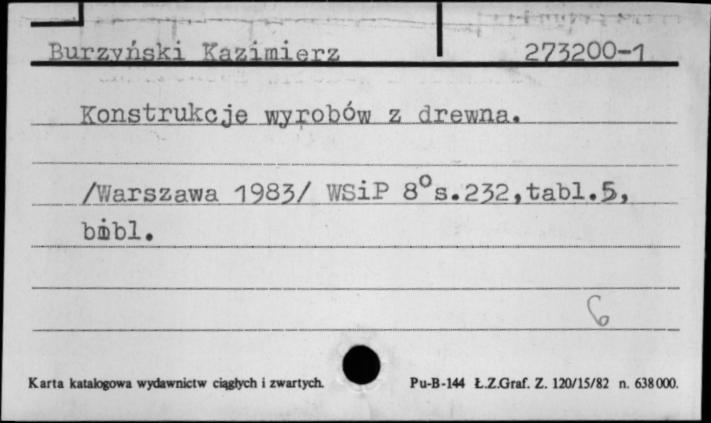 Burzyński Kazimierz 273200-1
Konstrukcje wyrobów z drewna.
/Warszawa 1983/ WSiP 8° s.232,tabl.5,
bibl.
6
Karta katalogowa wydawnictw ciągłych i zwartych. Pu-B-144 Ł.Z.Graf. Z. 120/15/82 n. 638000.